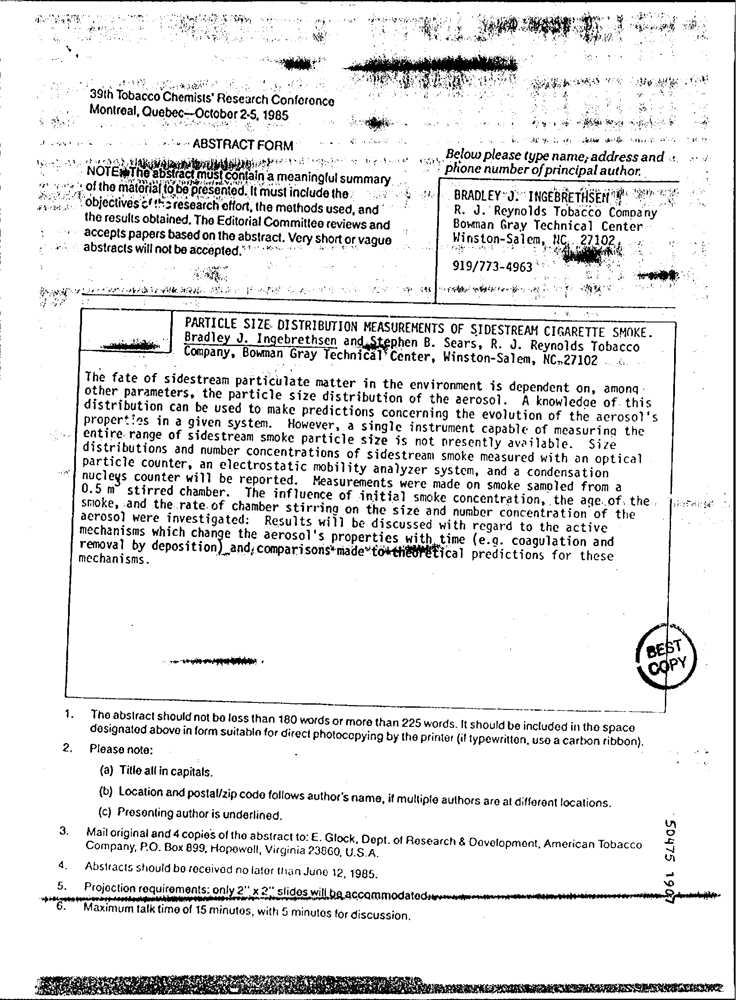 39th Tobacco Chemists' Research Conference
Montreal, Quebec—October 2-5, 1985
ABSTRACT FORM
NOTE: The abstract must contain a meaningful summary
of the material to be presented. It must include the
objectives of the research effort, the methods used, and
the results obtained. The Editorial Committee reviews and
accepts papers based on the abstract. Very short or vague
abstracts will not be accepted.
Below please type name, address and
phone number of principal author.
BRADLEY J. INGEBRETHSEN
R. J. Reynolds Tobacco Company
Bowman Gray Technical Center
Winston-Salem, NC 27102
919/773-4963
PARTICLE SIZE DISTRIBUTION MEASUREMENTS OF SIDESTREAM CIGARETTE SMOKE.
Bradley J. Ingebrethsen and Stephen B. Sears, R. J. Reynolds Tobacco
Company, Bowman Gray Technical Center, Winston-Salem, NC 27102
The fate of sidestream particulate matter in the environment is dependent on, among
other parameters, the particle size distribution of the aerosol. A knowledge of this
distribution can be used to make predictions concerning the evolution of the aerosol's
properties in a given system. However, a single instrument capable of measuring the
entire range of sidestream smoke particle size is not presently available. Size
distributions and number concentrations of sidestream smoke measured with an optical
particle counter, an electrostatic mobility analyzer system, and a condensation
nucleus counter will be reported. Measurements were made on smoke sampled from a
0.5 m³ stirred chamber. The influence of initial smoke concentration, the age of the
smoke, and the rate of chamber stirring on the size and number concentration of the
aerosol were investigated: Results will be discussed with regard to the active
mechanisms which change the aerosol's properties with time (e.g. coagulation and
removal by deposition) and comparisons made to theoretical predictions for these
mechanisms.
BEST
COPY
1. The abstract should not be less than 180 words or more than 225 words. It should be included in the space
designated above in form suitable for direct photocopying by the printer (if typewritten, use a carbon ribbon).
2. Please note:
(a) Title all in capitals.
(b) Location and postal/zip code follows author's name, if multiple authors are at different locations.
(c) Presenting author is underlined.
3. Mail original and 4 copies of the abstract to: E. Glock, Dept. of Research & Development, American Tobacco
Company, P.O. Box 899, Hopewell, Virginia 23860, U.S.A.
4. Abstracts should be received no later than June 12, 1985.
5. Projection requirements: only 2" x 2" slides will be accommodated.
6. Maximum talk time of 15 minutes, with 5 minutes for discussion.
50475 1907